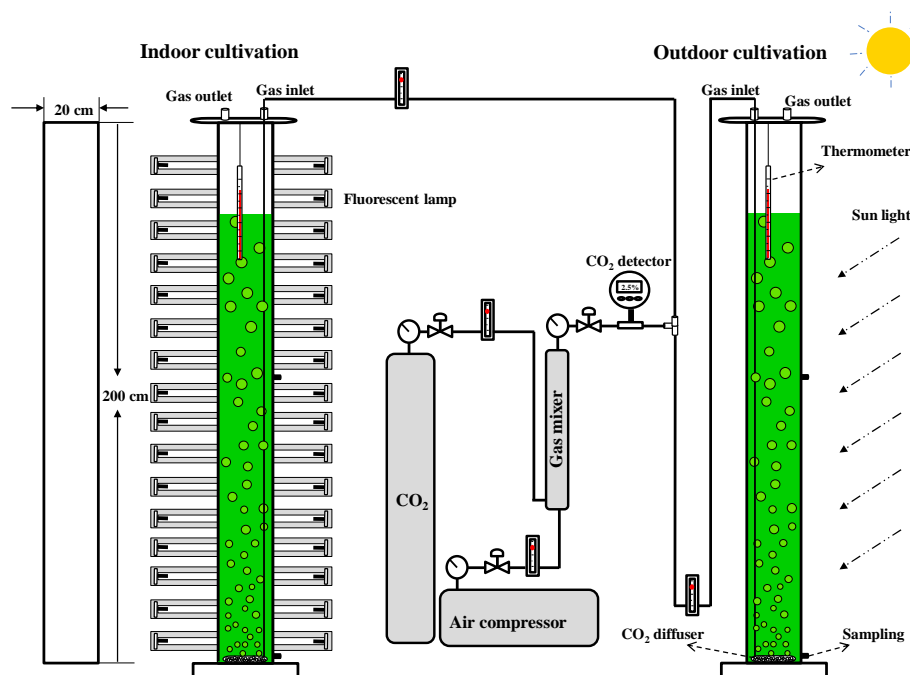 Indoor cultivation
Outdoor cultivation
Gas outlet
Gas inlet
Gas inlet
Gas outlet
20 cm
Thermometer
Fluorescent lamp
Sun light
CO₂ detector
2.5%
200 cm
Gas mixer
CO₂
Air compressor
CO₂ diffuser
Sampling